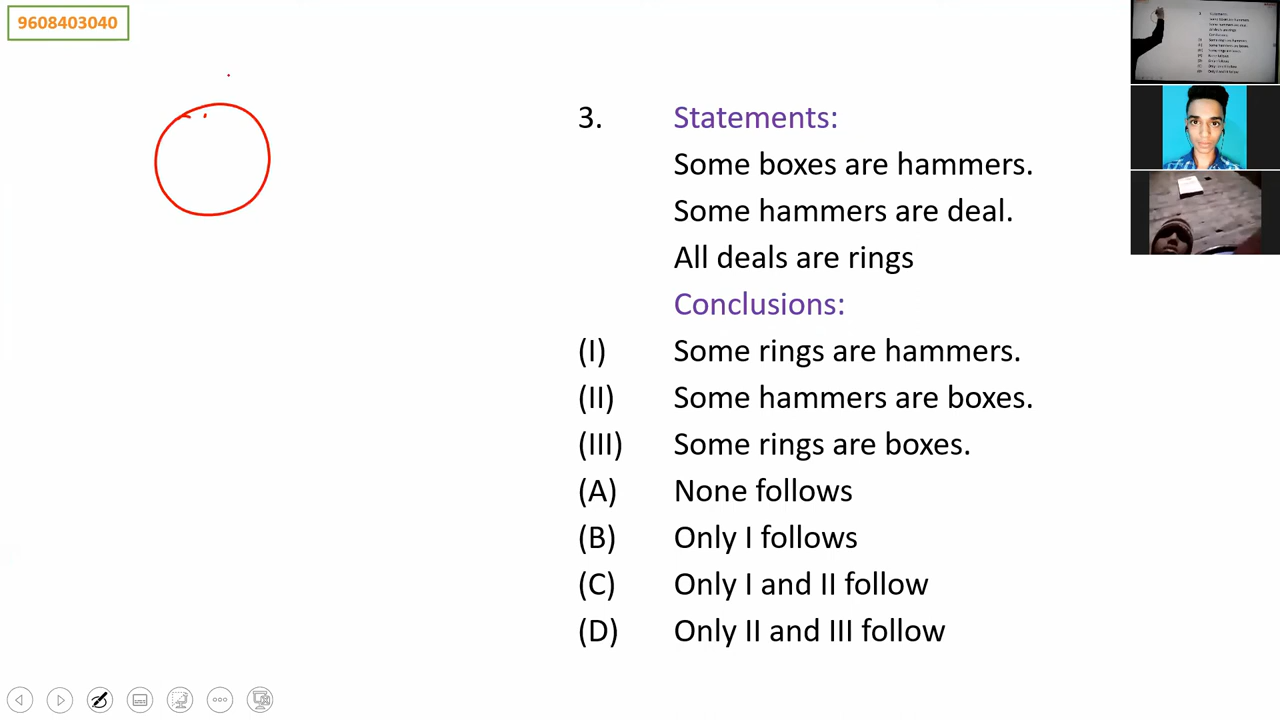 9608403040
3. Statements:
Some boxes are hammers.
Some hammers are deal.
All deals are rings
Conclusions:
(I) Some rings are hammers.
(II) Some hammers are boxes.
(III) Some rings are boxes.
(A) None follows
(B) Only I follows
(C) Only I and II follow
(D) Only II and III follow